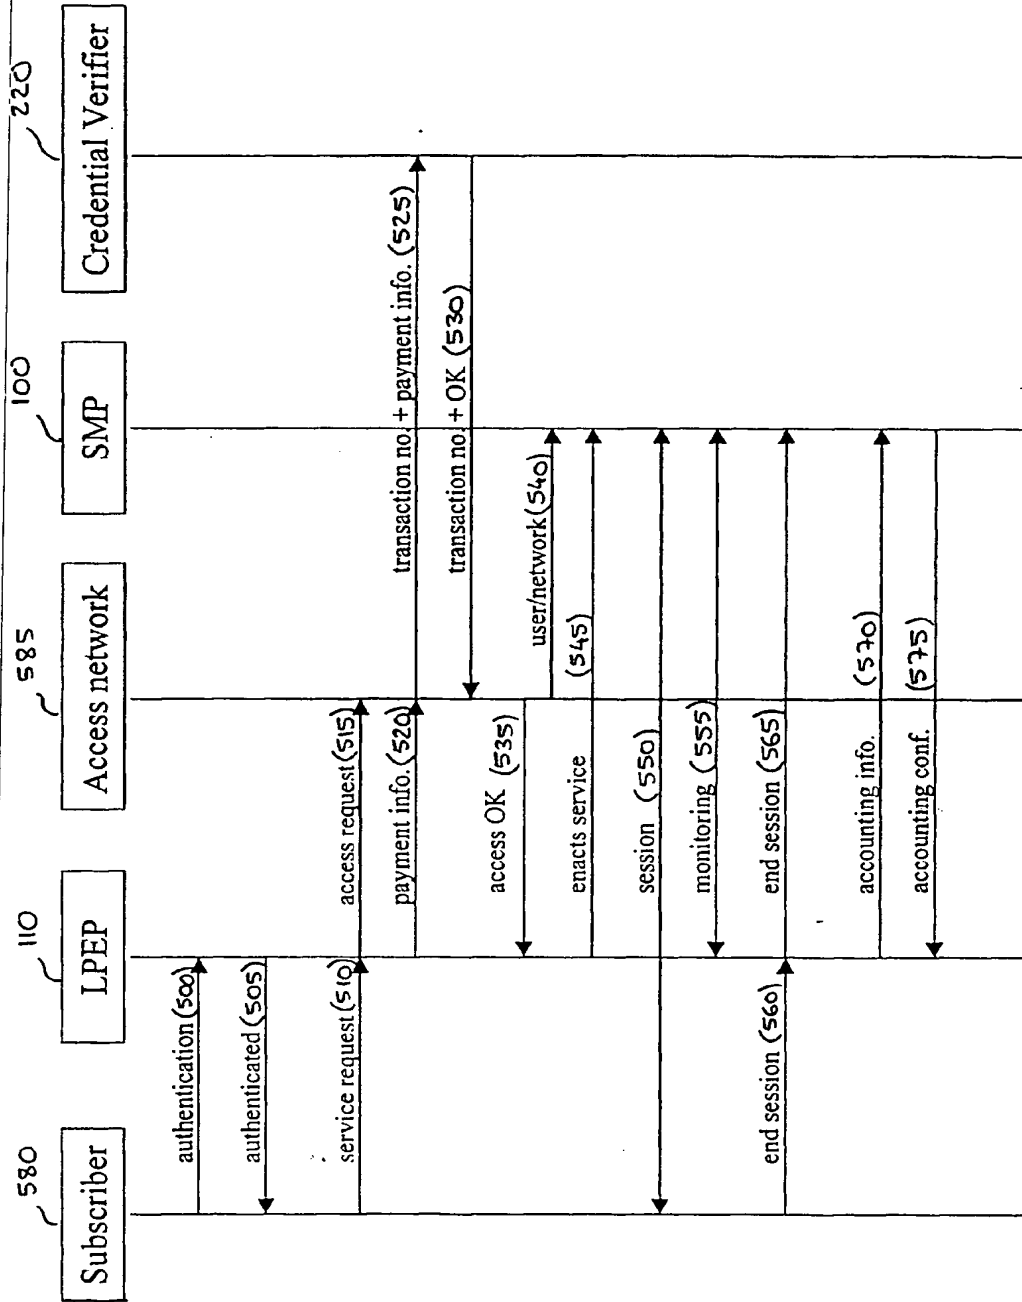 Subscriber
580
LPEP
110
Access network
585
SMP
100
Credential Verifier
220
authentication (500)
authenticated (505)
service request (510)
access request (515)
payment info. (520)
transaction no. + payment info. (525)
transaction no. + OK (530)
access OK (535)
user/network (540)
enacts service (545)
session (550)
monitoring (555)
end session (560)
end session (565)
accounting info. (570)
accounting conf. (575)